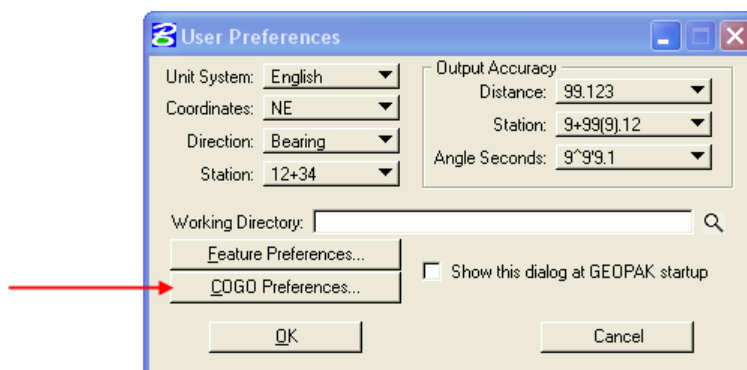 User Preferences
Unit System: English
Coordinates: NE
Direction: Bearing
Station: 12+34
Output Accuracy
Distance: 99.123
Station: 9+99(9).12
Angle Seconds: 9^9'9.1
Working Directory:
Feature Preferences...
COGO Preferences...
Show this dialog at GEOPAK startup
OK
Cancel